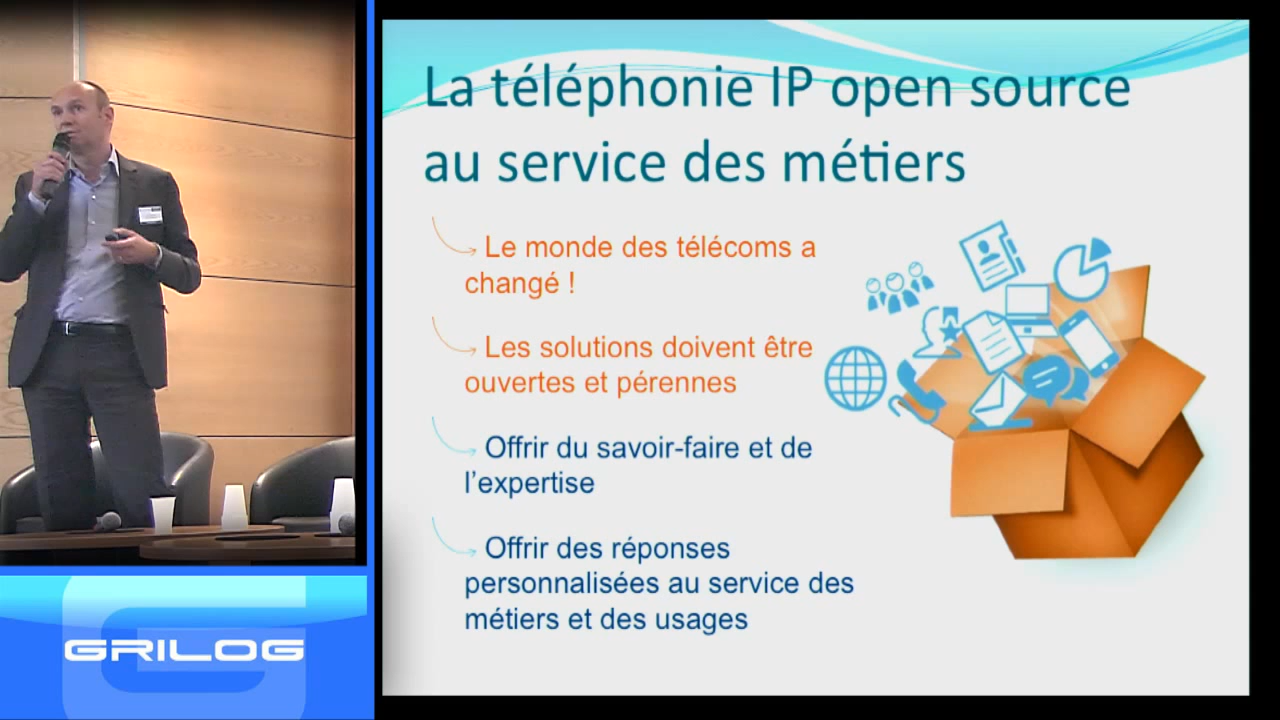 La téléphonie IP open source
au service des métiers
Le monde des télécoms a
changé !
Les solutions doivent être
ouvertes et pérennes
Offrir du savoir-faire et de
l'expertise
Offrir des réponses
personnalisées au service des
métiers et des usages
GRILOG